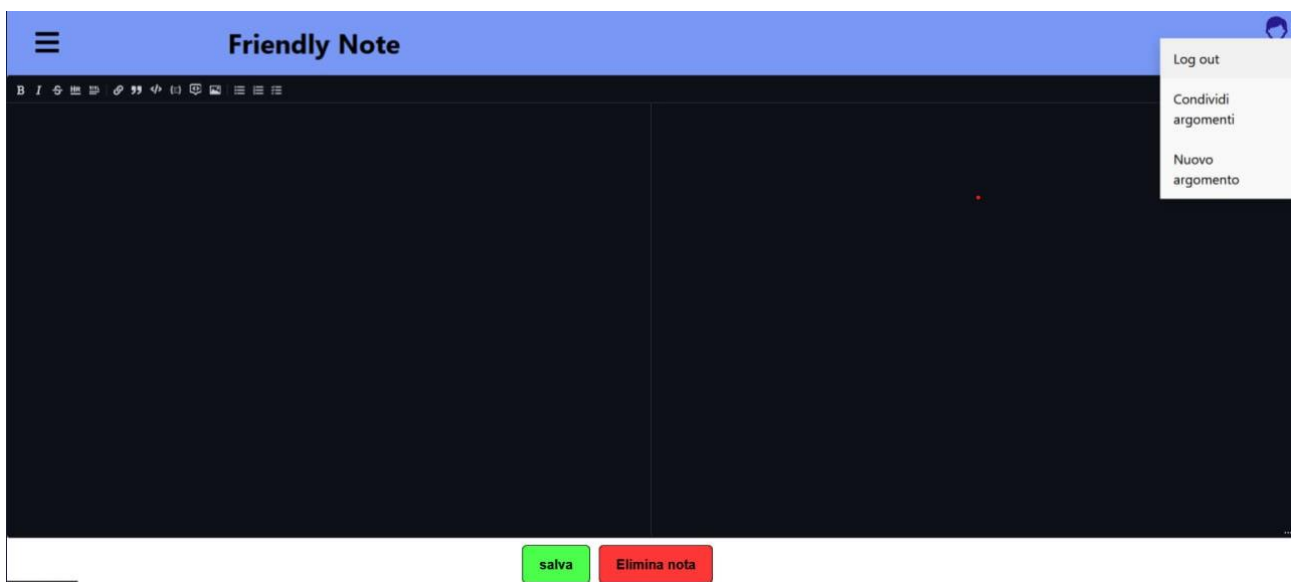 Friendly Note
Log out
Condividi
argomenti
Nuovo
argomento
B I S
salva
Elimina nota